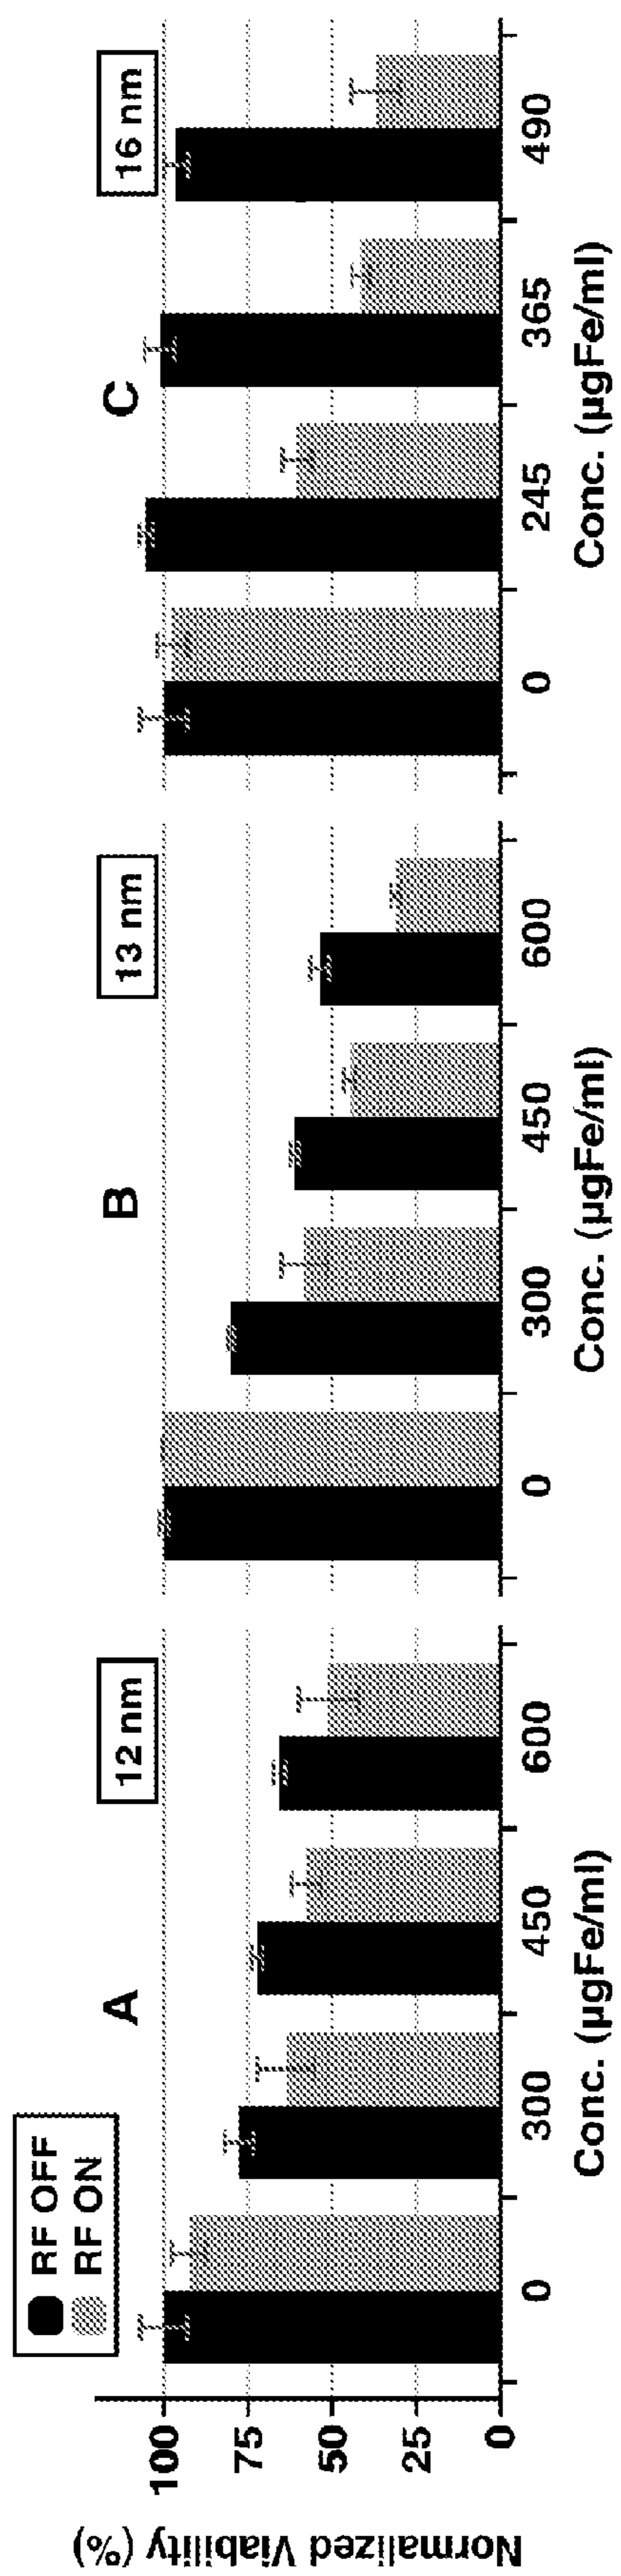 RF OFF
RF ON
A
12 nm
B
13 nm
C
16 nm
Normalized Viability (%)
100
75
50
25
0
0 300 450 600
Conc. (µgFe/ml)
0 300 450 600
Conc. (µgFe/ml)
0 245 365 490
Conc. (µgFe/ml)